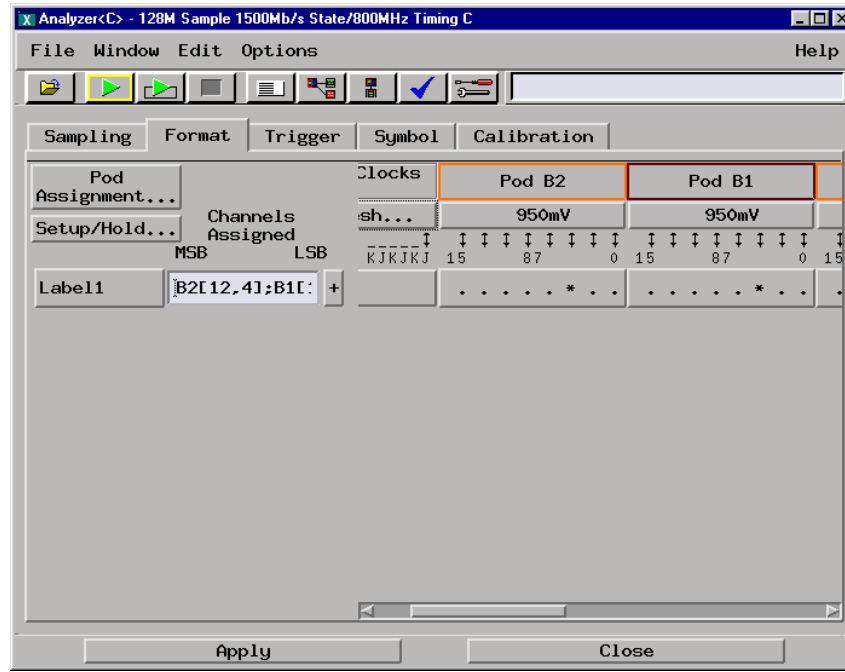 Analyzer<C> - 128M Sample 1500Mb/s State/800MHz Timing C
File Window Edit Options Help
Sampling Format Trigger Symbol Calibration
Pod Assignment...
Setup/Hold...
Channels Assigned
MSB LSB
Clocks
sh...
KJKJKJ
Pod B2
950mV
15 87 0
Pod B1
950mV
15 87 0
15
Label1 B2[12,4];B1[: + . . . . . * . . . . . . . * . . .
Apply Close